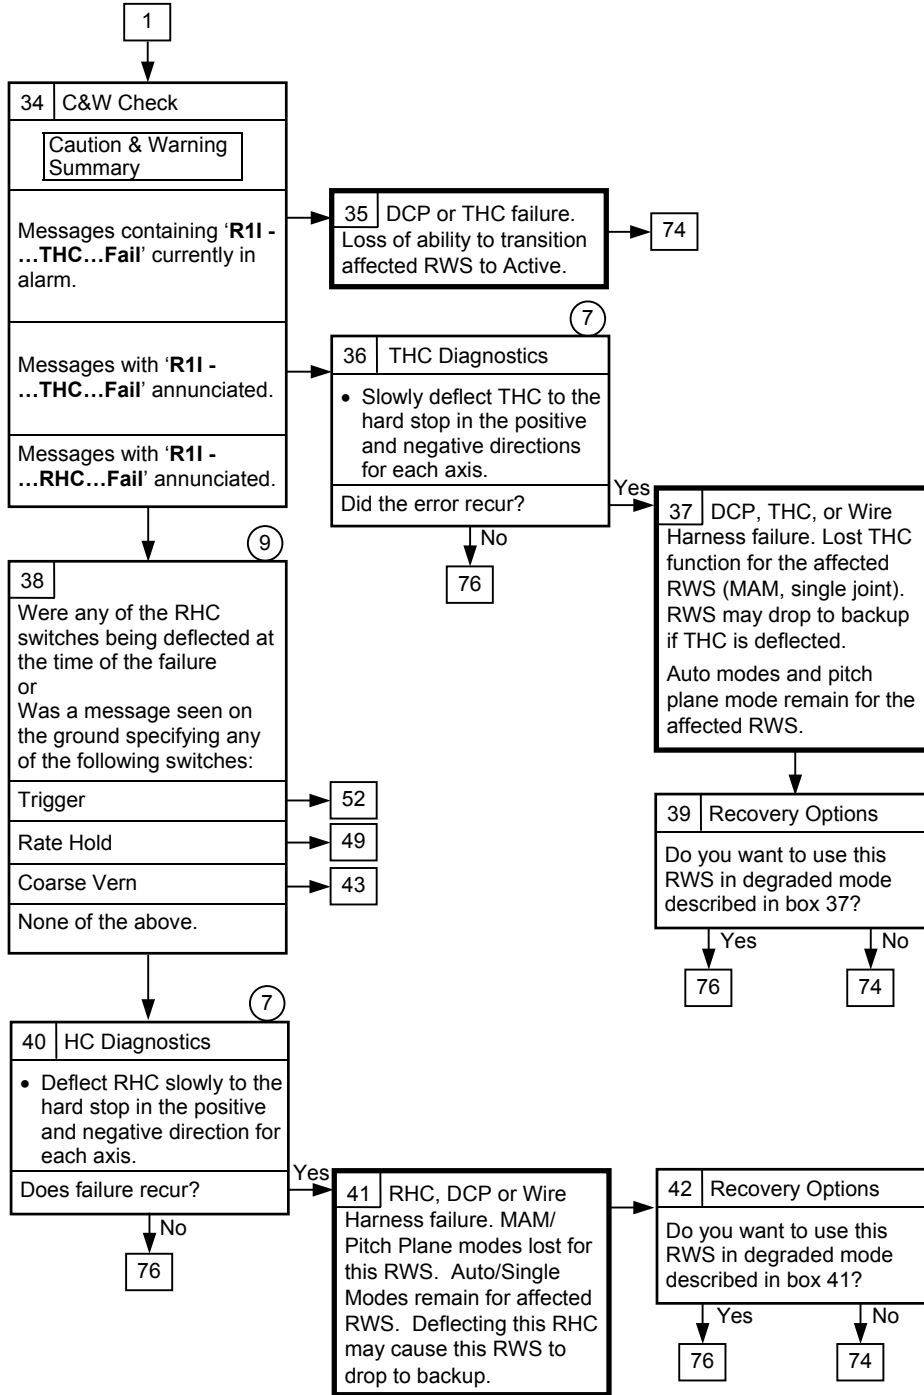 1
34 C&W Check
Caution & Warning
Summary
Messages containing 'R1I -
...THC...Fail' currently in
alarm.
Messages with 'R1I -
...THC...Fail' annunciated.
Messages with 'R1I -
...RHC...Fail' annunciated.
35 DCP or THC failure.
Loss of ability to transition
affected RWS to Active.
74
7
36 THC Diagnostics
• Slowly deflect THC to the
hard stop in the positive
and negative directions
for each axis.
Did the error recur?
Yes
No
76
37 DCP, THC, or Wire
Harness failure. Lost THC
function for the affected
RWS (MAM, single joint).
RWS may drop to backup
if THC is deflected.
Auto modes and pitch
plane mode remain for the
affected RWS.
39 Recovery Options
Do you want to use this
RWS in degraded mode
described in box 37?
Yes
No
76
74
9
38
Were any of the RHC
switches being deflected at
the time of the failure
or
Was a message seen on
the ground specifying any
of the following switches:
Trigger
52
Rate Hold
49
Coarse Vern
43
None of the above.
7
40 HC Diagnostics
• Deflect RHC slowly to the
hard stop in the positive
and negative direction for
each axis.
Does failure recur?
Yes
No
76
41 RHC, DCP or Wire
Harness failure. MAM/
Pitch Plane modes lost for
this RWS. Auto/Single
Modes remain for affected
RWS. Deflecting this RHC
may cause this RWS to
drop to backup.
42 Recovery Options
Do you want to use this
RWS in degraded mode
described in box 41?
Yes
No
76
74